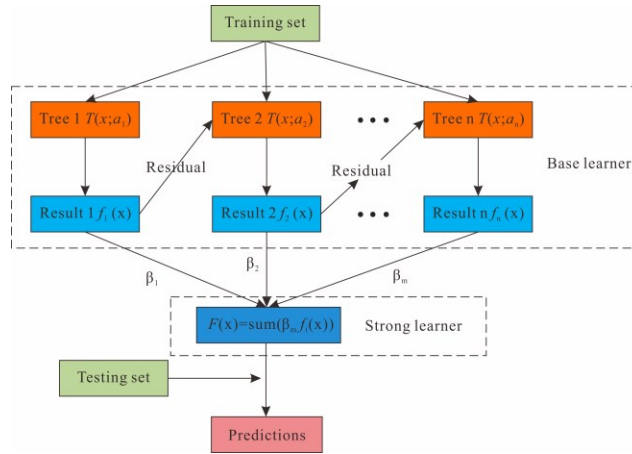 Training set
Tree 1 T(x;a₁)
Tree 2 T(x;a₂)
•••
Tree n T(x;aₙ)
Residual
Residual
Base learner
Result 1 f₁(x)
Result 2 f₂(x)
•••
Result n fₙ(x)
β₁
β₂
βₘ
F(x)=sum(βₘfᵢ(x))
Strong learner
Testing set
Predictions